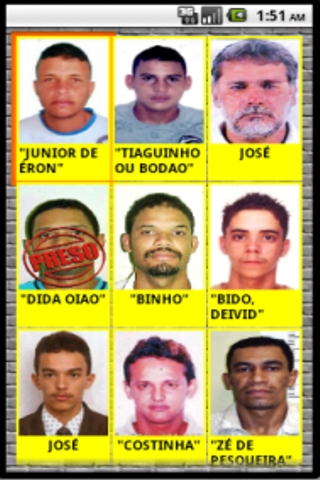 3G
1:51 AM
"JUNIOR DE
ÉRON"
"TIAGUINHO
OU BODAO"
JOSÉ
PRESO
"DIDA OIAO"
"BINHO"
"BIDO,
DEIVID"
JOSÉ
"COSTINHA"
"ZÉ DE
PESQUEIRA"